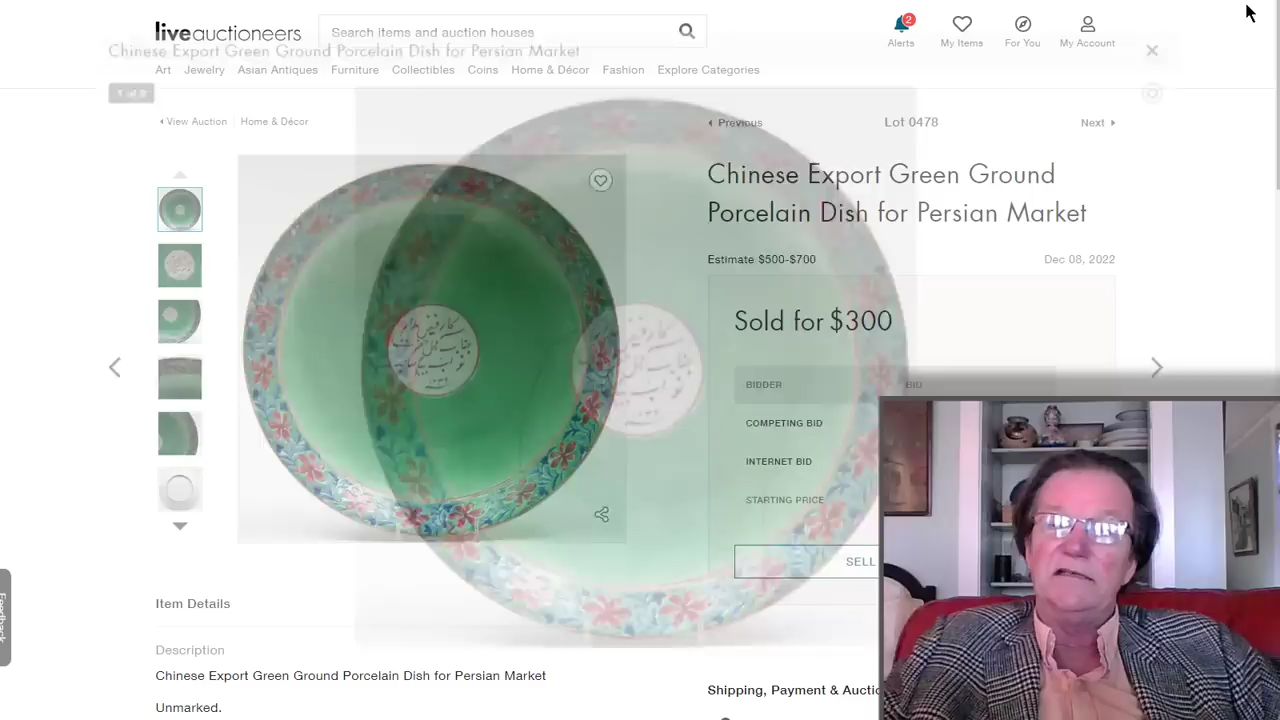 liveauctioneers
Search items and auction houses
2
Alerts
My Items
For You
My Account
Chinese Export Green Ground Porcelain Dish for Persian Market
Art Jewelry Asian Antiques Furniture Collectibles Coins Home & Décor Fashion Explore Categories
View Auction Home & Décor
Previous
Lot 0478
Next
Chinese Export Green Ground
Porcelain Dish for Persian Market
Estimate $500-$700
Dec 08, 2022
Sold for $300
BIDDER
BID
COMPETING BID
INTERNET BID
STARTING PRICE
SELL
Item Details
Description
Chinese Export Green Ground Porcelain Dish for Persian Market
Unmarked.
Shipping, Payment & Auctio
Feedback